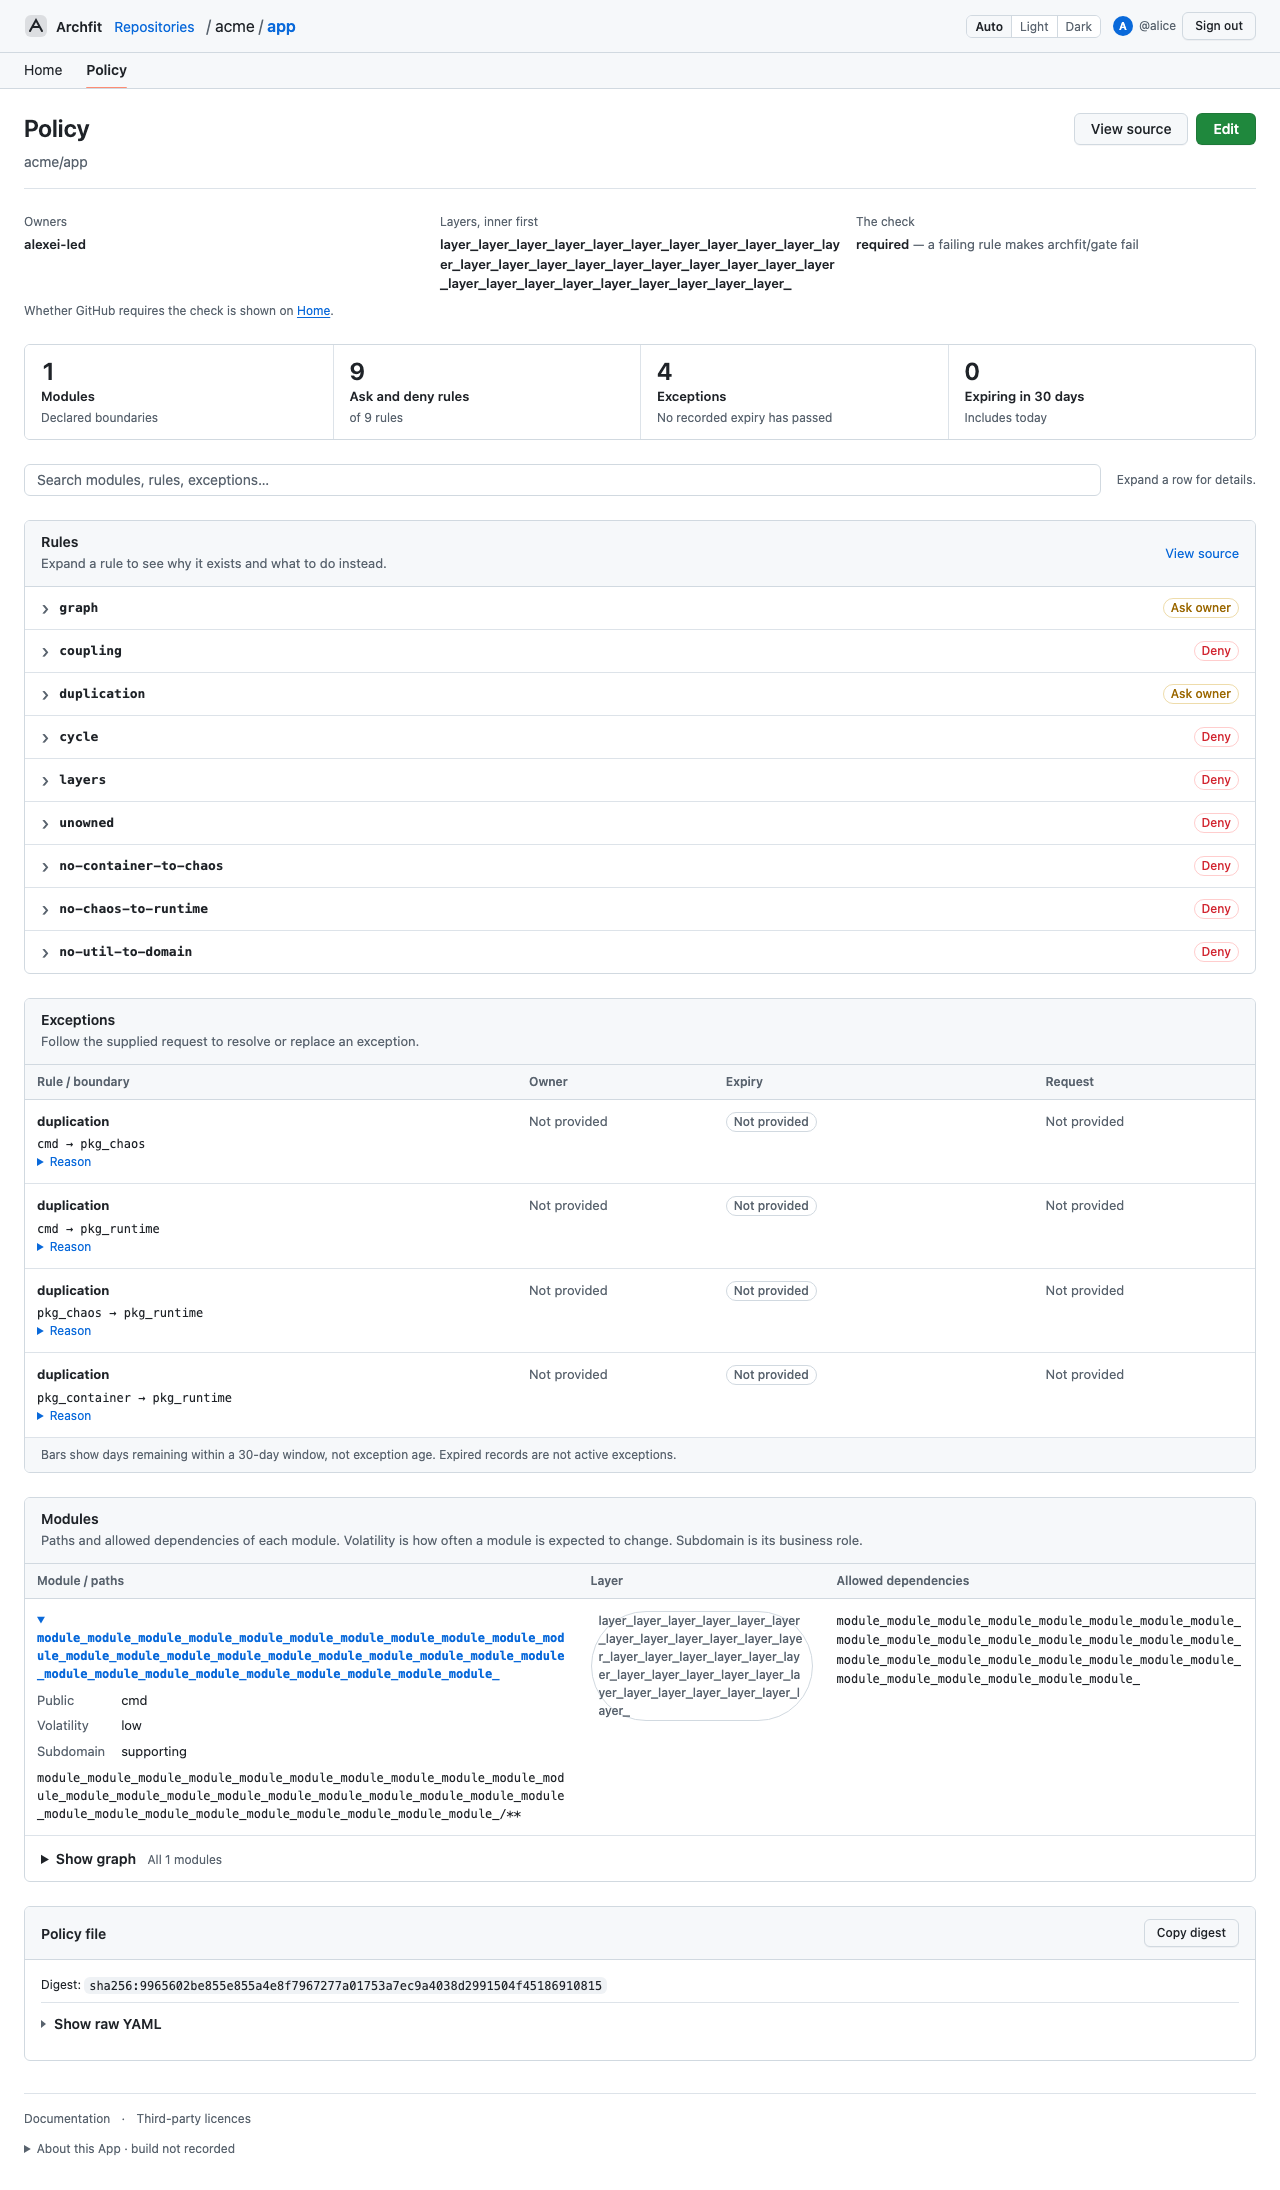 Archfit Repositories / acme / app
Auto Light Dark A @alice Sign out
Home Policy
Policy
View source Edit
acme/app
Owners
alexei-led
Layers, inner first
layer_layer_layer_layer_layer_layer_layer_layer_layer_layer_lay
er_layer_layer_layer_layer_layer_layer_layer_layer_layer_layer
_layer_layer_layer_layer_layer_layer_layer_layer_layer_
The check
required — a failing rule makes archfit/gate fail
Whether GitHub requires the check is shown on Home.
1
Modules
Declared boundaries
9
Ask and deny rules
of 9 rules
4
Exceptions
No recorded expiry has passed
0
Expiring in 30 days
Includes today
Search modules, rules, exceptions...
Expand a row for details.
Rules
Expand a rule to see why it exists and what to do instead.
View source
graph Ask owner
coupling Deny
duplication Ask owner
cycle Deny
layers Deny
unowned Deny
no-container-to-chaos Deny
no-chaos-to-runtime Deny
no-util-to-domain Deny
Exceptions
Follow the supplied request to resolve or replace an exception.
Rule / boundary Owner Expiry Request
duplication Not provided Not provided Not provided
cmd → pkg_chaos
Reason
duplication Not provided Not provided Not provided
cmd → pkg_runtime
Reason
duplication Not provided Not provided Not provided
pkg_chaos → pkg_runtime
Reason
duplication Not provided Not provided Not provided
pkg_container → pkg_runtime
Reason
Bars show days remaining within a 30-day window, not exception age. Expired records are not active exceptions.
Modules
Paths and allowed dependencies of each module. Volatility is how often a module is expected to change. Subdomain is its business role.
Module / paths Layer Allowed dependencies
module_module_module_module_module_module_module_module_module_module_mod
ule_module_module_module_module_module_module_module_module_module_module
_module_module_module_module_module_module_module_module_module_
Public cmd
Volatility low
Subdomain supporting
module_module_module_module_module_module_module_module_module_module_mod
ule_module_module_module_module_module_module_module_module_module_module
_module_module_module_module_module_module_module_module_module_/**
layer_layer_layer_layer_layer_layer
_layer_layer_layer_layer_layer_laye
r_layer_layer_layer_layer_layer_lay
er_layer_layer_layer_layer_layer_la
yer_layer_layer_layer_layer_layer_l
ayer_
module_module_module_module_module_module_module_module_
module_module_module_module_module_module_module_module_
module_module_module_module_module_module_module_module_
module_module_module_module_module_module_
Show graph All 1 modules
Policy file
Copy digest
Digest: sha256:9965602be855e855a4e8f7967277a01753a7ec9a4038d2991504f45186910815
Show raw YAML
Documentation · Third-party licences
About this App · build not recorded